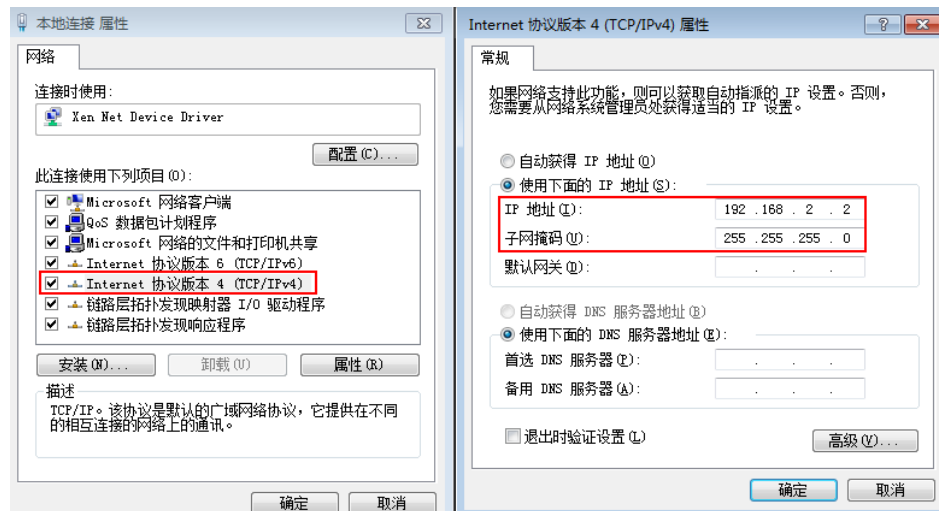 本地连接 属性
网络
连接时使用:
Xen Net Device Driver
配置(C)...
此连接使用下列项目(O):
Microsoft 网络客户端
QoS 数据包计划程序
Microsoft 网络的文件和打印机共享
Internet 协议版本 6 (TCP/IPv6)
Internet 协议版本 4 (TCP/IPv4)
链路层拓扑发现映射器 I/O 驱动程序
链路层拓扑发现响应程序
安装(N)...
卸载(U)
属性(R)
描述
TCP/IP。该协议是默认的广域网络协议，它提供在不同
的相互连接的网络上的通讯。
确定
取消
Internet 协议版本 4 (TCP/IPv4) 属性
常规
如果网络支持此功能，则可以获取自动指派的 IP 设置。否则，
您需要从网络系统管理员处获得适当的 IP 设置。
自动获得 IP 地址(O)
使用下面的 IP 地址(S):
IP 地址(I): 192 .168 . 2 . 2
子网掩码(U): 255 .255 .255 . 0
默认网关(D): . . .
自动获得 DNS 服务器地址(B)
使用下面的 DNS 服务器地址(E):
首选 DNS 服务器(P): . . .
备用 DNS 服务器(A): . . .
退出时验证设置(L)
高级(V)...
确定
取消